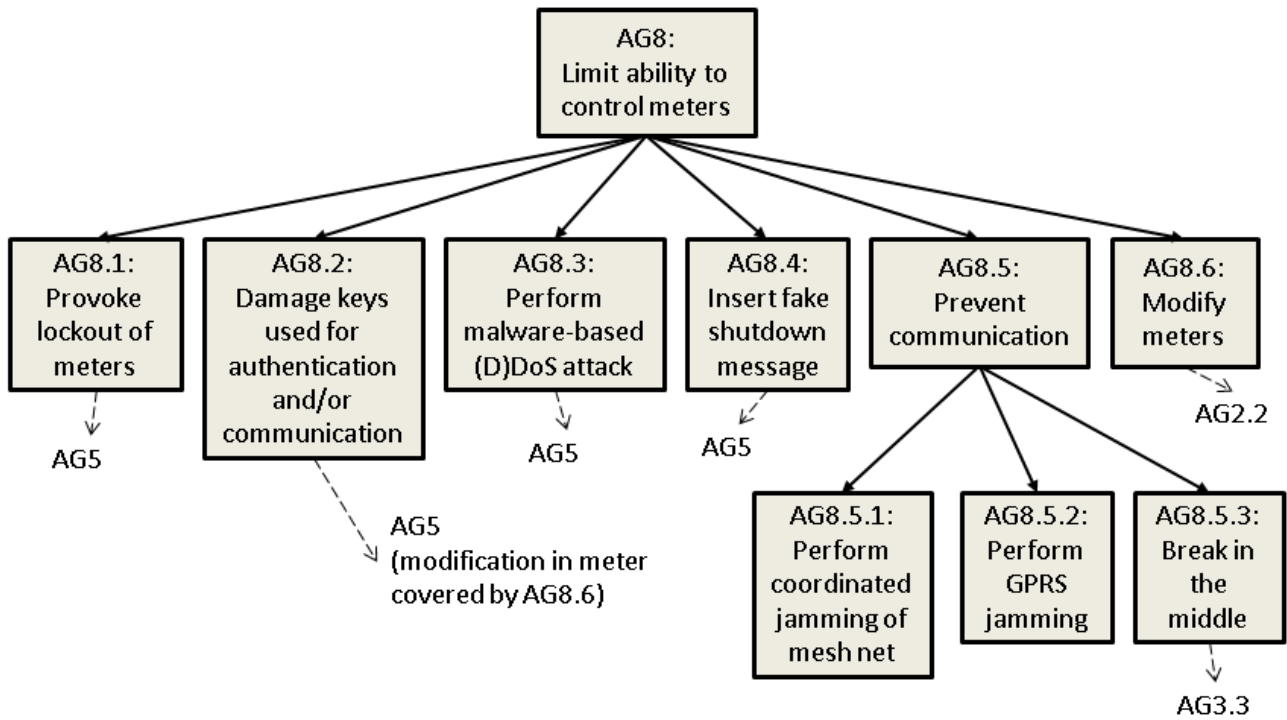 AG8:
Limit ability to
control meters
AG8.1:
Provoke
lockout of
meters
AG5
AG8.2:
Damage keys
used for
authentication
and/or
communication
AG5
(modification in meter
covered by AG8.6)
AG8.3:
Perform
malware-based
(D)DoS attack
AG5
AG8.4:
Insert fake
shutdown
message
AG5
AG8.5:
Prevent
communication
AG8.6:
Modify
meters
AG2.2
AG8.5.1:
Perform
coordinated
jamming of
mesh net
AG8.5.2:
Perform
GPRS
jamming
AG8.5.3:
Break in
the
middle
AG3.3